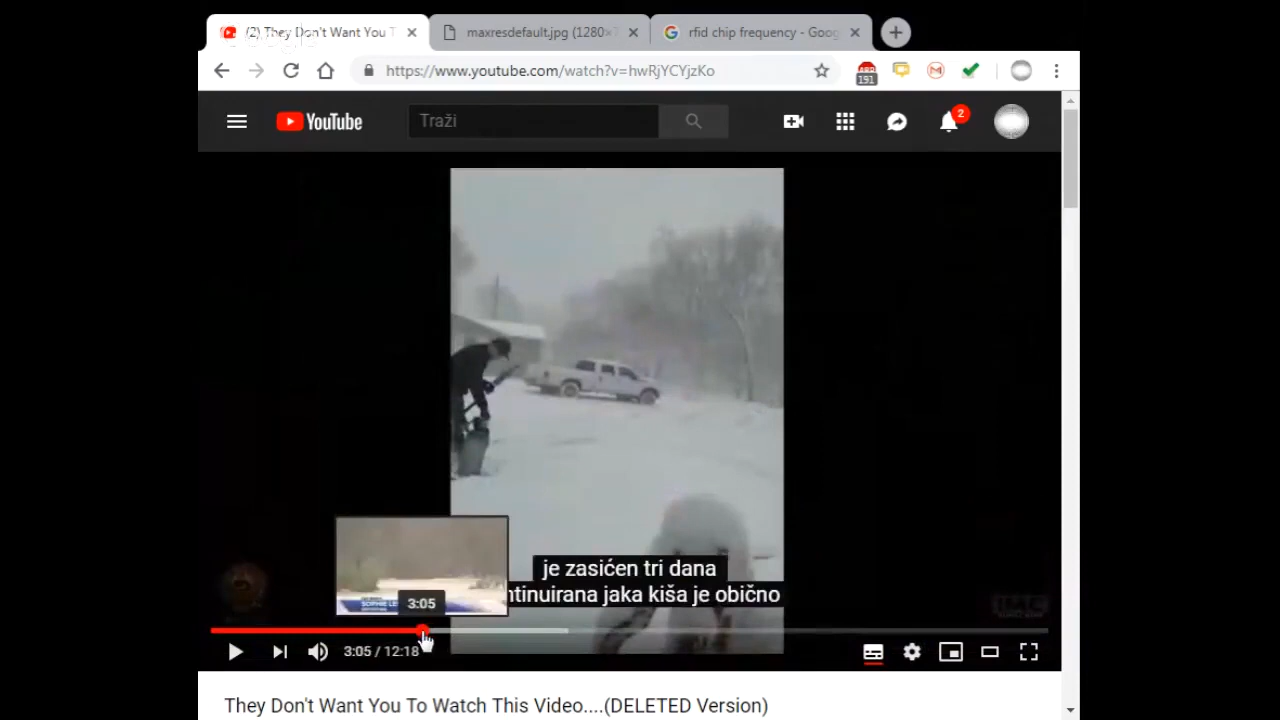 (2) They Don't Want You T
maxresdefault.jpg (1280×7
rfid chip frequency - Goog
https://www.youtube.com/watch?v=hwRjYCYjzKo
191
YouTube
Traži
2
je zasićen tri dana
ntinuirana jaka kiša je obično
3:05
3:05 / 12:18
They Don't Want You To Watch This Video....(DELETED Version)